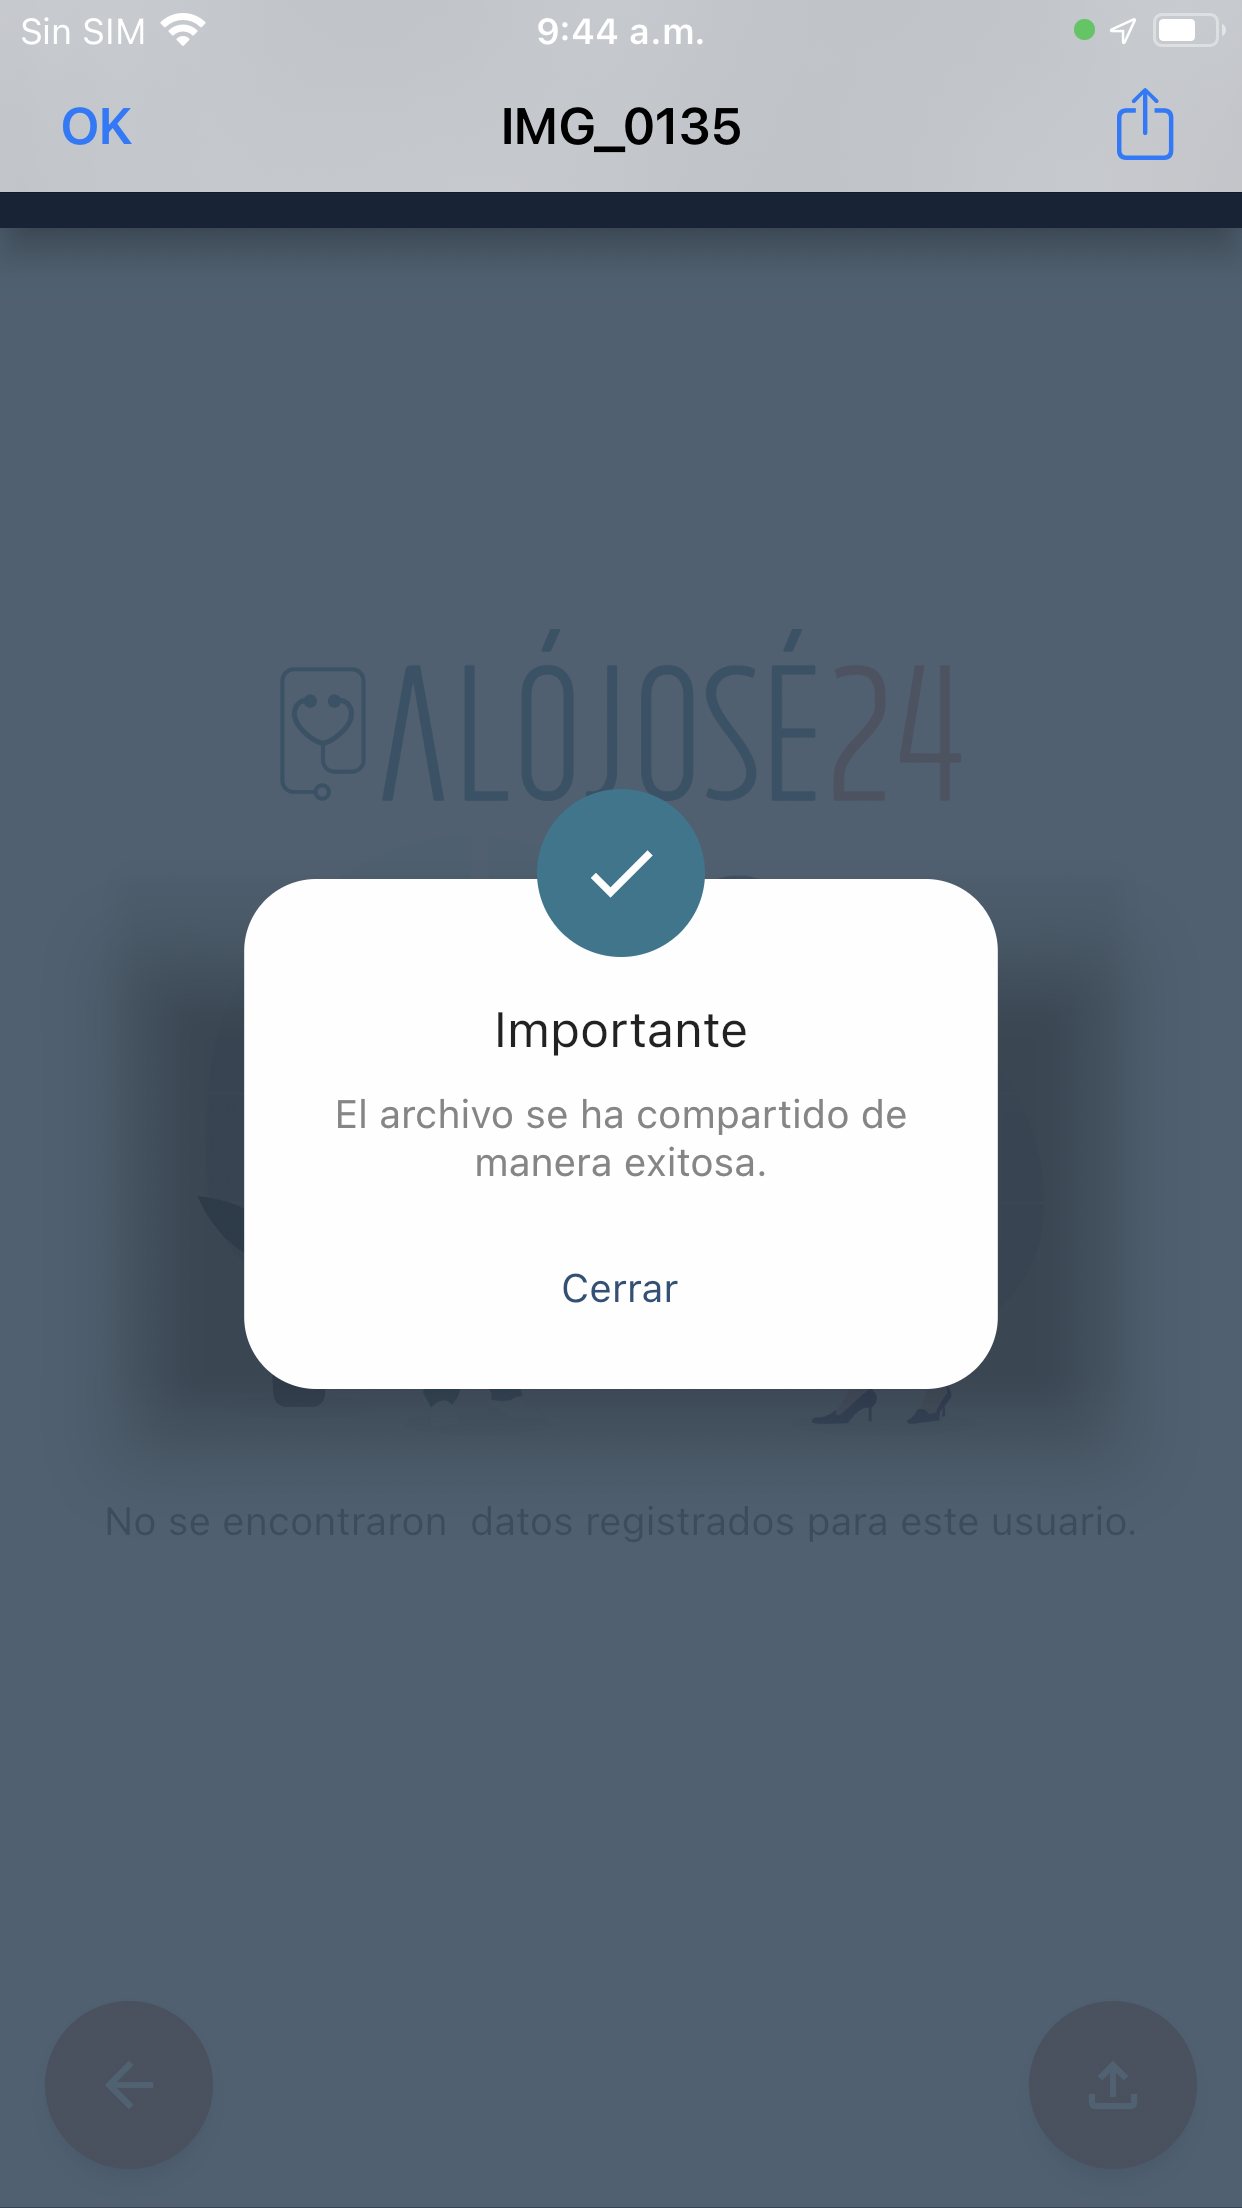 Sin SIM 9:44 a.m.
OK IMG_0135
ALÓJOSÉ24
Importante
El archivo se ha compartido de
manera exitosa.
Cerrar
No se encontraron  datos registrados para este usuario.